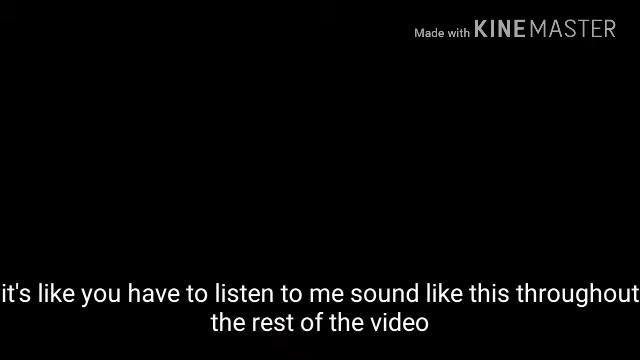 Made with KINEMASTER
it's like you have to listen to me sound like this throughout
the rest of the video